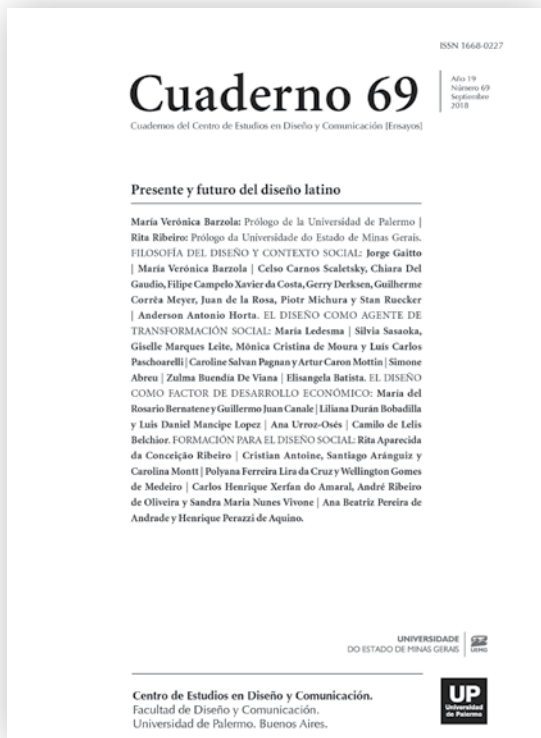 ISSN 1668-0227
Cuaderno 69
Año 19
Número 69
Septiembre
2018
Cuadernos del Centro de Estudios en Diseño y Comunicación [Ensayos]
Presente y futuro del diseño latino
María Verónica Barzola: Prólogo de la Universidad de Palermo |
Rita Ribeiro: Prólogo da Universidade do Estado de Minas Gerais.
FILOSOFÍA DEL DISEÑO Y CONTEXTO SOCIAL: Jorge Gaitto
| María Verónica Barzola | Celso Carnos Scaletsky, Chiara Del
Gaudio, Filipe Campelo Xavier da Costa, Gerry Derksen, Guilherme
Corrêa Meyer, Juan de la Rosa, Piotr Michura y Stan Ruecker
| Anderson Antonio Horta. EL DISEÑO COMO AGENTE DE
TRANSFORMACIÓN SOCIAL: María Ledesma | Silvia Sasaoka,
Giselle Marques Leite, Mônica Cristina de Moura y Luís Carlos
Paschoarelli | Caroline Salvan Pagnan y Artur Caron Mottin | Simone
Abreu | Zulma Buendía De Viana | Elisangela Batista. EL DISEÑO
COMO FACTOR DE DESARROLLO ECONÓMICO: María del
Rosario Bernatene y Guillermo Juan Canale | Liliana Durán Bobadilla
y Luis Daniel Mancipe Lopez | Ana Urroz-Osés | Camilo de Lelis
Belchior. FORMACIÓN PARA EL DISEÑO SOCIAL: Rita Aparecida
da Conceição Ribeiro | Cristian Antoine, Santiago Aránguiz y
Carolina Montt | Polyana Ferreira Lira da Cruz y Wellington Gomes
de Medeiro | Carlos Henrique Xerfan do Amaral, André Ribeiro
de Oliveira y Sandra Maria Nunes Vivone | Ana Beatriz Pereira de
Andrade y Henrique Perazzi de Aquino.
UNIVERSIDADE
DO ESTADO DE MINAS GERAIS
UEMG
Centro de Estudios en Diseño y Comunicación.
Facultad de Diseño y Comunicación.
Universidad de Palermo. Buenos Aires.
UP
Universidad
de Palermo